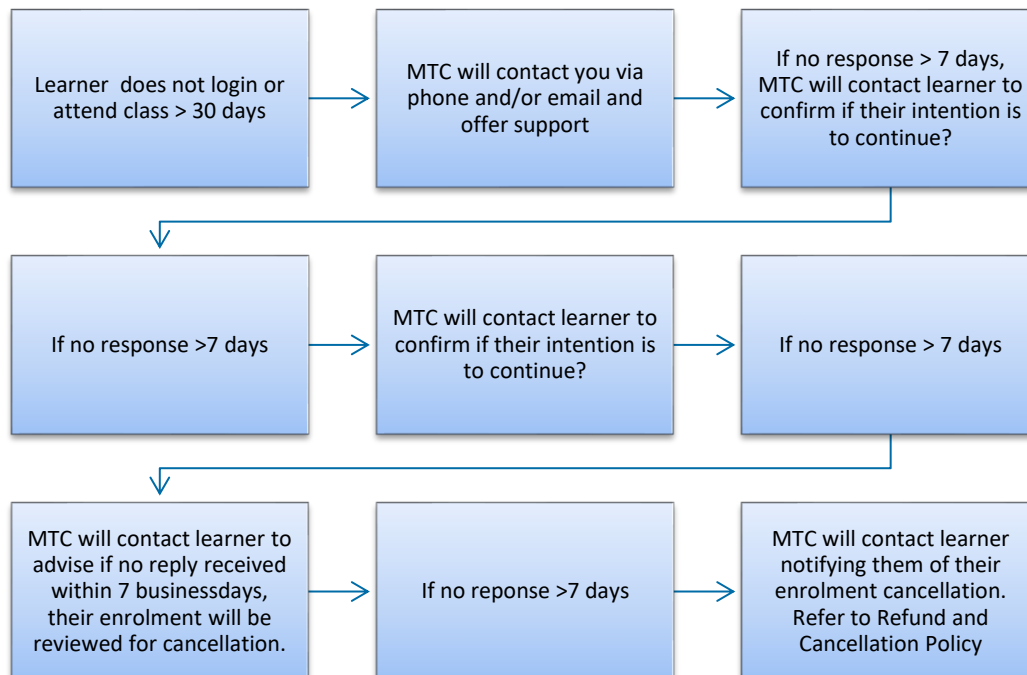 Learner does not login or
attend class > 30 days
MTC will contact you via
phone and/or email and
offer support
If no response > 7 days,
MTC will contact learner to
confirm if their intention is
to continue?
If no response >7 days
MTC will contact learner to
confirm if their intention is
to continue?
If no response > 7 days
MTC will contact learner to
advise if no reply received
within 7 businessdays,
their enrolment will be
reviewed for cancellation.
If no reponse >7 days
MTC will contact learner
notifying them of their
enrolment cancellation.
Refer to Refund and
Cancellation Policy